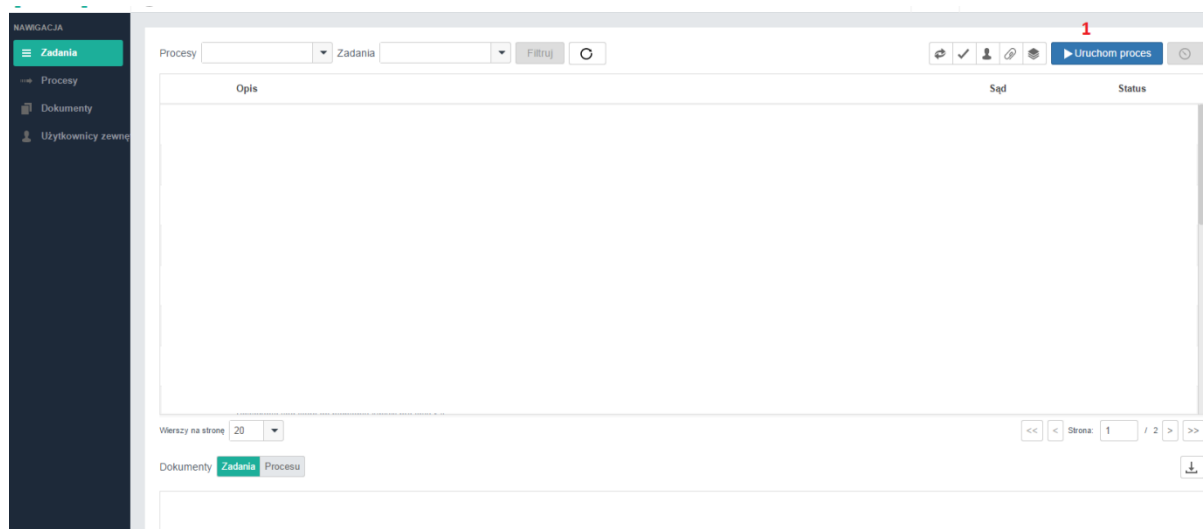 NAWIGACJA
1
Zadania
Procesy
Zadania
Filtruj
Uruchom proces
Procesy
Opis
Sąd
Status
Dokumenty
Użytkownicy zewnę
Wierszy na stronę 20
<< < Strona: 1 / 2 > >>
Dokumenty Zadania Procesu